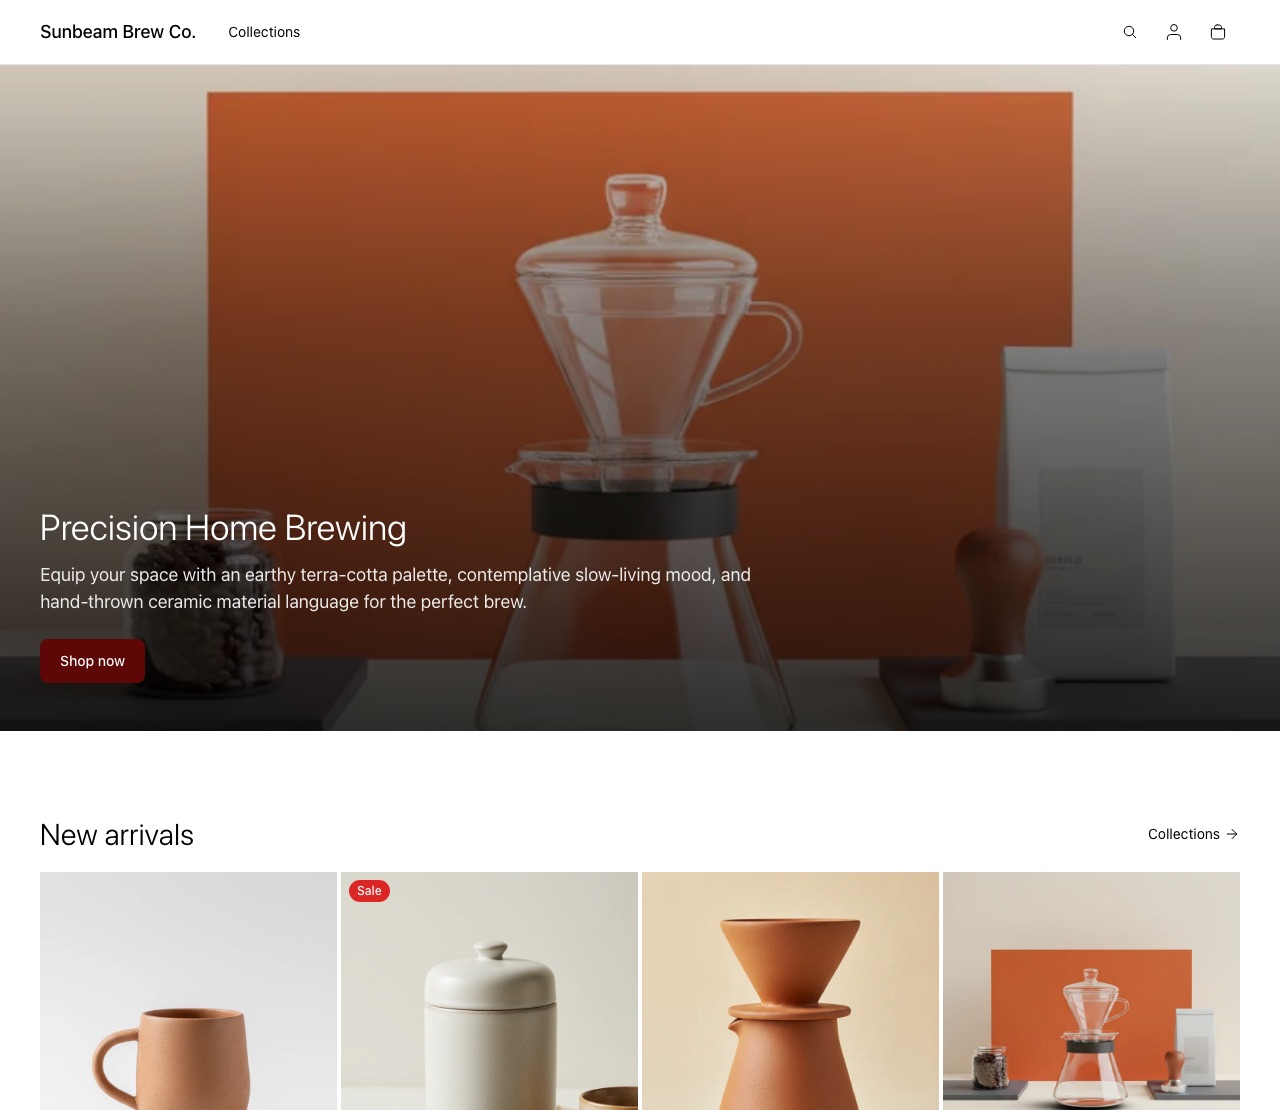 Sunbeam Brew Co.
Collections
Precision Home Brewing
Equip your space with an earthy terra-cotta palette, contemplative slow-living mood, and
hand-thrown ceramic material language for the perfect brew.
Shop now
New arrivals
Collections →
Sale